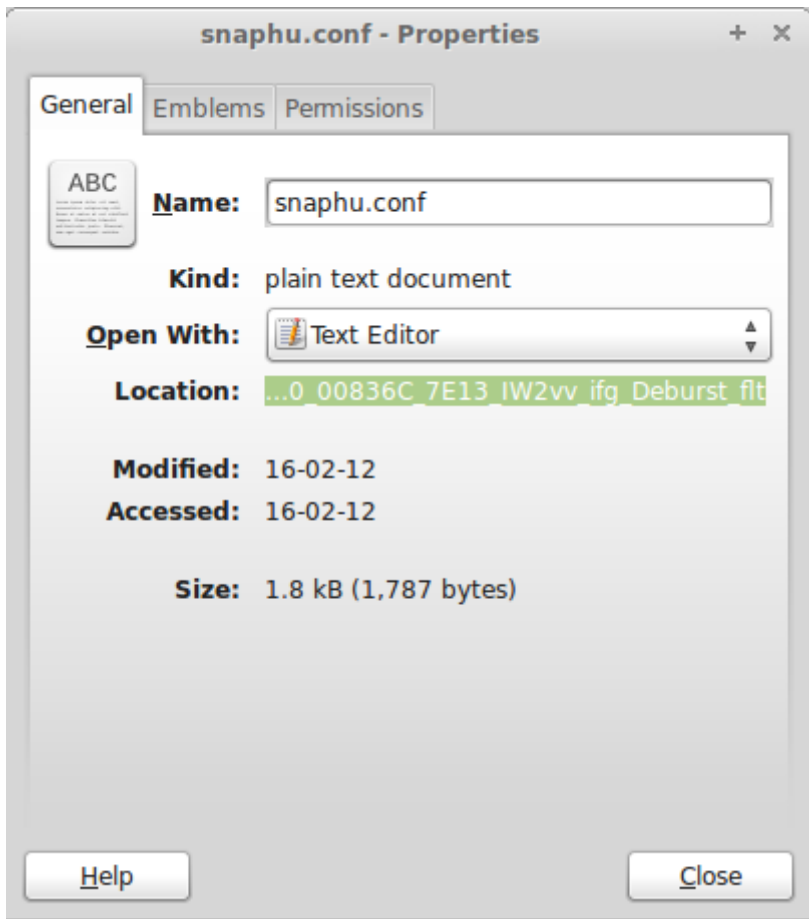 snaphu.conf - Properties
General Emblems Permissions
ABC
Name: snaphu.conf
Kind: plain text document
Open With: Text Editor
Location: ...0_00836C_7E13_IW2vv_ifg_Deburst_flt
Modified: 16-02-12
Accessed: 16-02-12
Size: 1.8 kB (1,787 bytes)
Help Close